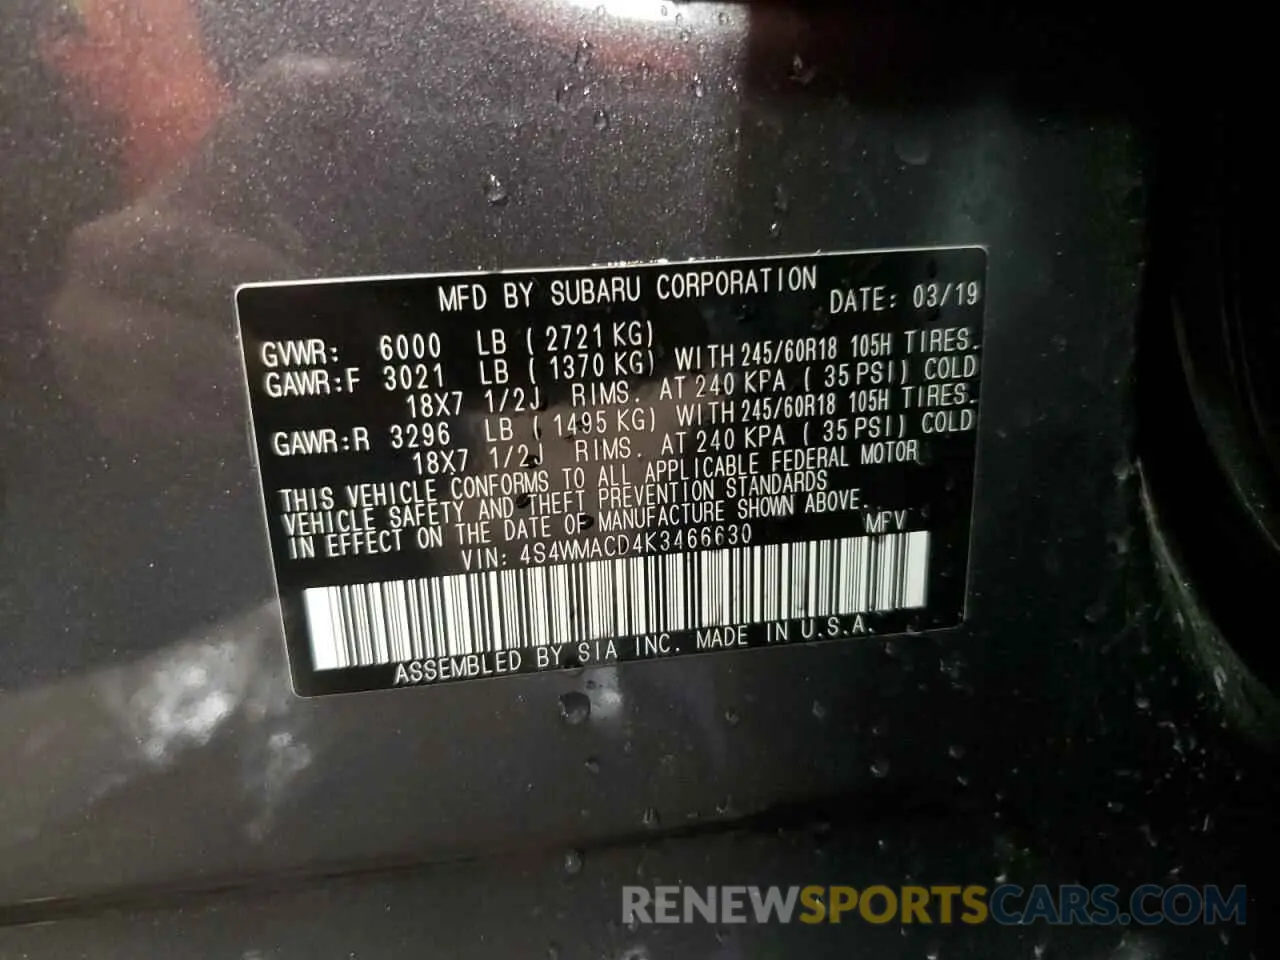 MFD BY SUBARU CORPORATION DATE: 03/19
GVWR: 6000 LB ( 2721 KG)
GAWR:F 3021 LB ( 1370 KG) WITH 245/60R18 105H TIRES.
18X7 1/2J RIMS. AT 240 KPA ( 35 PSI) COLD
GAWR:R 3296 LB ( 1495 KG) WITH 245/60R18 105H TIRES.
18X7 1/2J RIMS. AT 240 KPA ( 35 PSI) COLD
THIS VEHICLE CONFORMS TO ALL APPLICABLE FEDERAL MOTOR
VEHICLE SAFETY AND THEFT PREVENTION STANDARDS
IN EFFECT ON THE DATE OF MANUFACTURE SHOWN ABOVE.
VIN: 4S4WMACD4K3466630 MPV
ASSEMBLED BY SIA INC. MADE IN U.S.A.
RENEWSPORTSCARS.COM